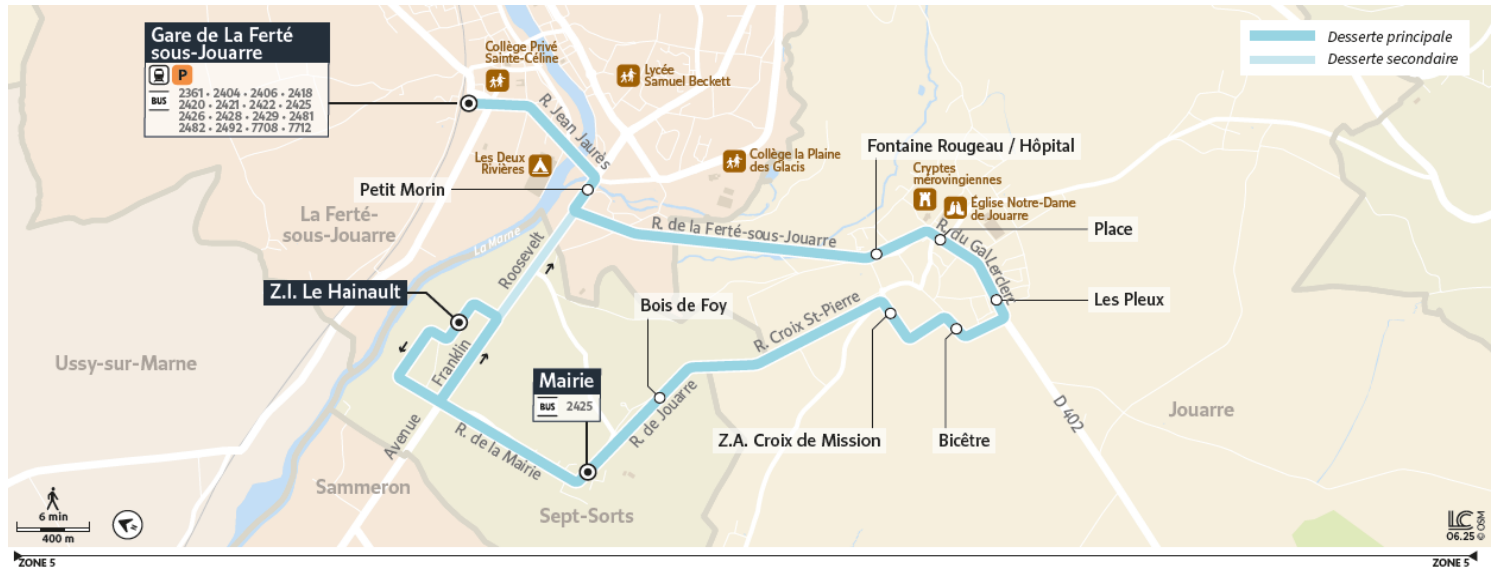 Gare de La Ferté
sous-Jouarre
P
BUS
2361 • 2404 • 2406 • 2418
2420 • 2421 • 2422 • 2425
2426 • 2428 • 2429 • 2481
2482 • 2492 • 7708 • 7712
Collège Privé
Sainte-Céline
Lycée
Samuel Beckett
Desserte principale
Desserte secondaire
R. Jean Jaurès
Les Deux
Rivières
Collège la Plaine
des Glacis
Fontaine Rougeau / Hôpital
Cryptes
mérovingiennes
Église Notre-Dame
de Jouarre
Petit Morin
La Ferté-
sous-Jouarre
La Marne
R. de la Ferté-sous-Jouarre
R. du Gal Leclerc
Place
Z.I. Le Hainault
Roosevelt
Franklin
Avenue
Bois de Foy
R. Croix St-Pierre
Les Pleux
Ussy-sur-Marne
Mairie
BUS 2425
R. de Jouarre
R. de la Mairie
Z.A. Croix de Mission
Bicêtre
D 402
Jouarre
Sammeron
Sept-Sorts
6 min
400 m
LC
06.25 © OSM
ZONE 5
ZONE 5